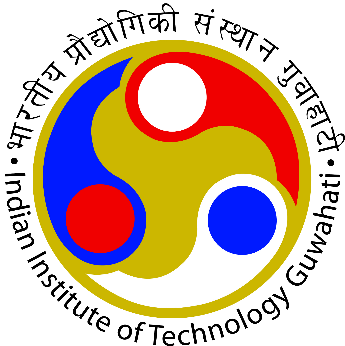 भारतीय प्रौद्योगिकी संस्थान गुवाहाटी
Indian Institute of Technology Guwahati